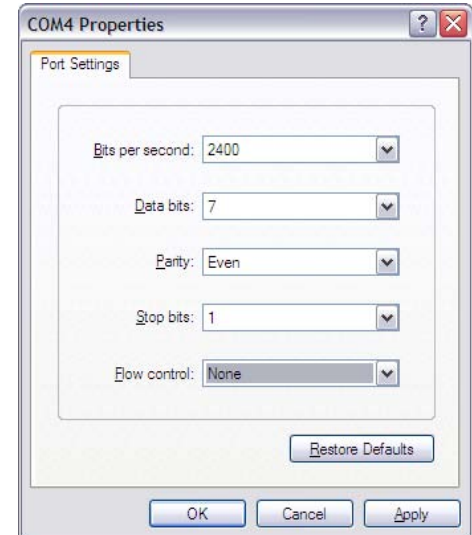 COM4 Properties
Port Settings
Bits per second: 2400
Data bits: 7
Parity: Even
Stop bits: 1
Flow control: None
Restore Defaults
OK Cancel Apply